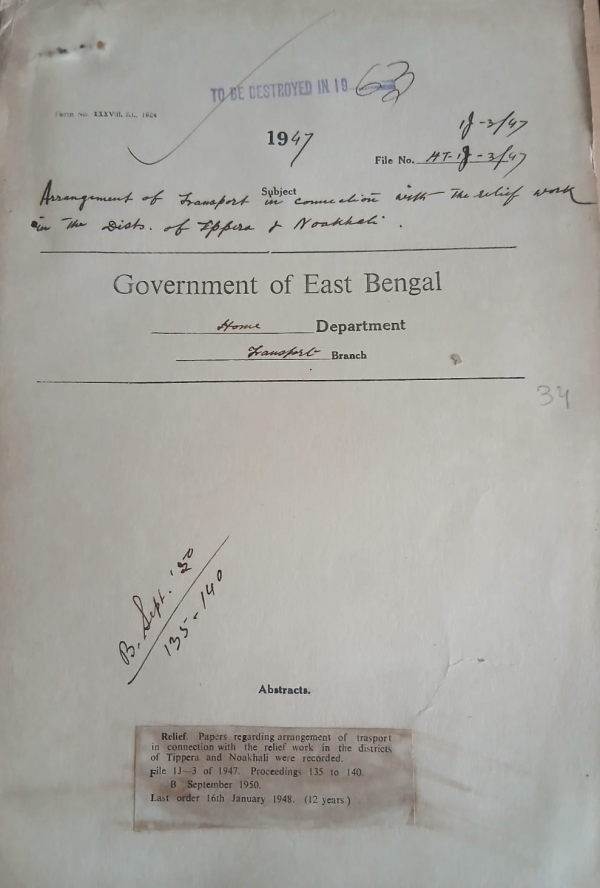 TO BE DESTROYED IN 19 62
Form No. XXXVIII, J.L. 1624
1J-3/47
1947
File No. HT-1J-3/47
Subject
Arrangement of Transport in connection with the relief work
in the Dists. of Tippera & Noakhali.
Government of East Bengal
Home Department
Transport Branch
34
B. Sept. '50
135-140
Abstracts.
Relief. Papers regarding arrangement of trasport
in connection with the relief work in the districts
of Tippera and Noakhali were recorded.
File 1J—3 of 1947. Proceedings 135 to 140.
B September 1950.
Last order 16th January 1948. (12 years)